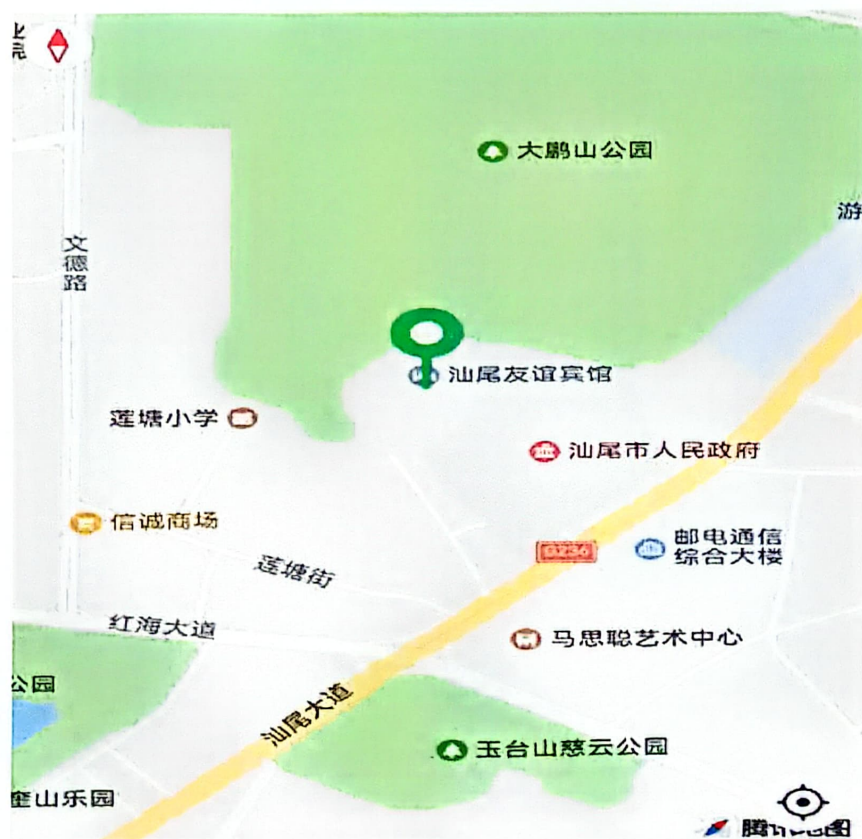 大鹏山公园
游
文德路
汕尾友谊宾馆
莲塘小学
汕尾市人民政府
信诚商场
G236
邮电通信
综合大楼
莲塘街
红海大道
马思聪艺术中心
公园
汕尾大道
玉台山慈云公园
奎山乐园